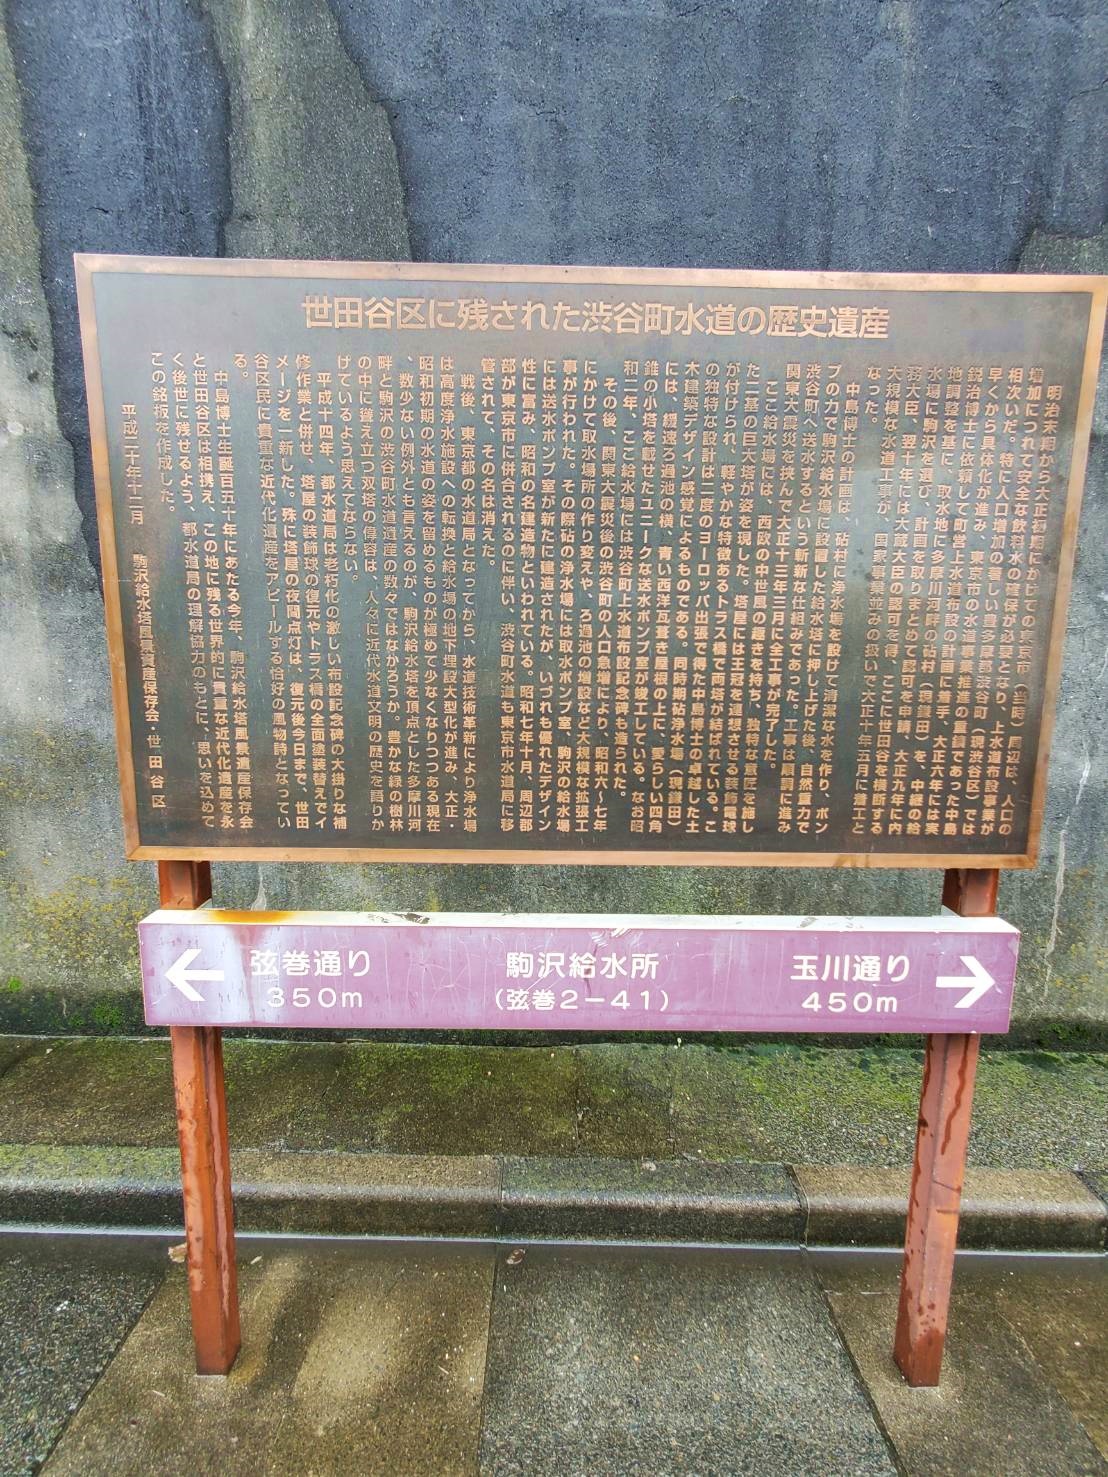 世田谷区に残された渋谷町水道の歴史遺産
明治末期から大正初期にかけての東京市(当時)周辺は、人口の
増加につれて安全な飲料水の確保が必要となり、上水道布設事業が
相次いだ。特に人口増加の著しい豊多摩郡渋谷町(現渋谷区)では
早くから具体化が進み、東京市の水道事業推進の重鎮であった中島
鋭治博士に依頼して町営上水道布設の計画に着手、大正六年には実
地調整を基に、取水地に多摩川河畔の砧村(現鎌田)を、中継の給
水場に駒沢を選び、計画を取りまとめて認可を申請、大正九年に内
務大臣、翌十年には大蔵大臣の認可を得、ここに世田谷を横断する
大規模な水道工事が、国家事業並みの扱いで大正十年五月に着工と
なった。
中島博士の計画は、砧村に浄水場を設けて清澄な水を作り、ポン
プの力で駒沢給水場に設置した給水塔に押し上げた後、自然重力で
渋谷町へ送水するという斬新な仕組みであった。工事は順調に進み
関東大震災を挟んで大正十三年三月に全工事が完了した。
ここ給水場には、西欧の中世風の趣きを持ち、独特な意匠を施し
た二基の巨大塔が姿を現した。塔屋には王冠を連想させる装飾電球
が付けられ、軽やかな特徴あるトラス橋で両塔が結ばれている。こ
の独特な設計は二度のヨーロッパ出張で得た中島博士の卓越した土
木建築デザイン感覚によるものである。同時期砧浄水場(現鎌田)
には、緩速ろ過池の横、青い西洋瓦葺き屋根の上に、愛らしい四角
錐の小塔を載せたユニークな送水ポンプ室が竣工している。なお昭
和二年、ここ給水場には渋谷町上水道布設記念碑も造られた。
その後、関東大震災後の渋谷町の人口急増により、昭和六~七年
にかけて取水場所の作り変えや、ろ過池の増設など大規模な拡張工
事が行われた。その際砧の浄水場には取水ポンプ室、駒沢の給水場
には送水ポンプ室が新たに建造されたが、いづれも優れたデザイン
性に富み、昭和の名建造物といわれている。昭和七年十月、周辺郡
部が東京市に併合されるのに伴い、渋谷町水道も東京市水道局に移
管されて、その名は消えた。
戦後、東京都の水道局となってから、水道技術革新により浄水場
は高度浄水施設への転換と給水場の地下埋設大型化が進み、大正・
昭和初期の水道の姿を留めるものが極めて少なくなりつつある現在
、数少ない例外とも言えるのが、駒沢給水塔を頂点とした多摩川河
畔と駒沢の渋谷町水道遺産の数々ではなかろうか。豊かな緑の樹林
の中に聳え立つ双塔の偉容は、人々に近代水道文明の歴史を語りか
けているよう思えてならない。
平成十四年、都水道局は老朽化の激しい布設記念碑の大掛りな補
修作業と併せ、塔屋の装飾球の復元やトラス橋の全面塗装替えでイ
メージを一新した。殊に塔屋の夜間点灯は、復元後今日まで、世田
谷区民に貴重な近代化遺産をアピールする恰好の風物詩となってい
る。
中島博士生誕百五十年にあたる今年、駒沢給水塔風景資産保存会
と世田谷区は相携え、この地に残る世界的に貴重な近代化遺産を永
く後世に残せるよう、都水道局の理解協力のもとに、思いを込めて
この銘板を作成した。
平成二十年十二月 駒沢給水塔風景資産保存会・世田谷区
← 弦巻通り 350m
駒沢給水所
(弦巻2-41)
玉川通り 450m →